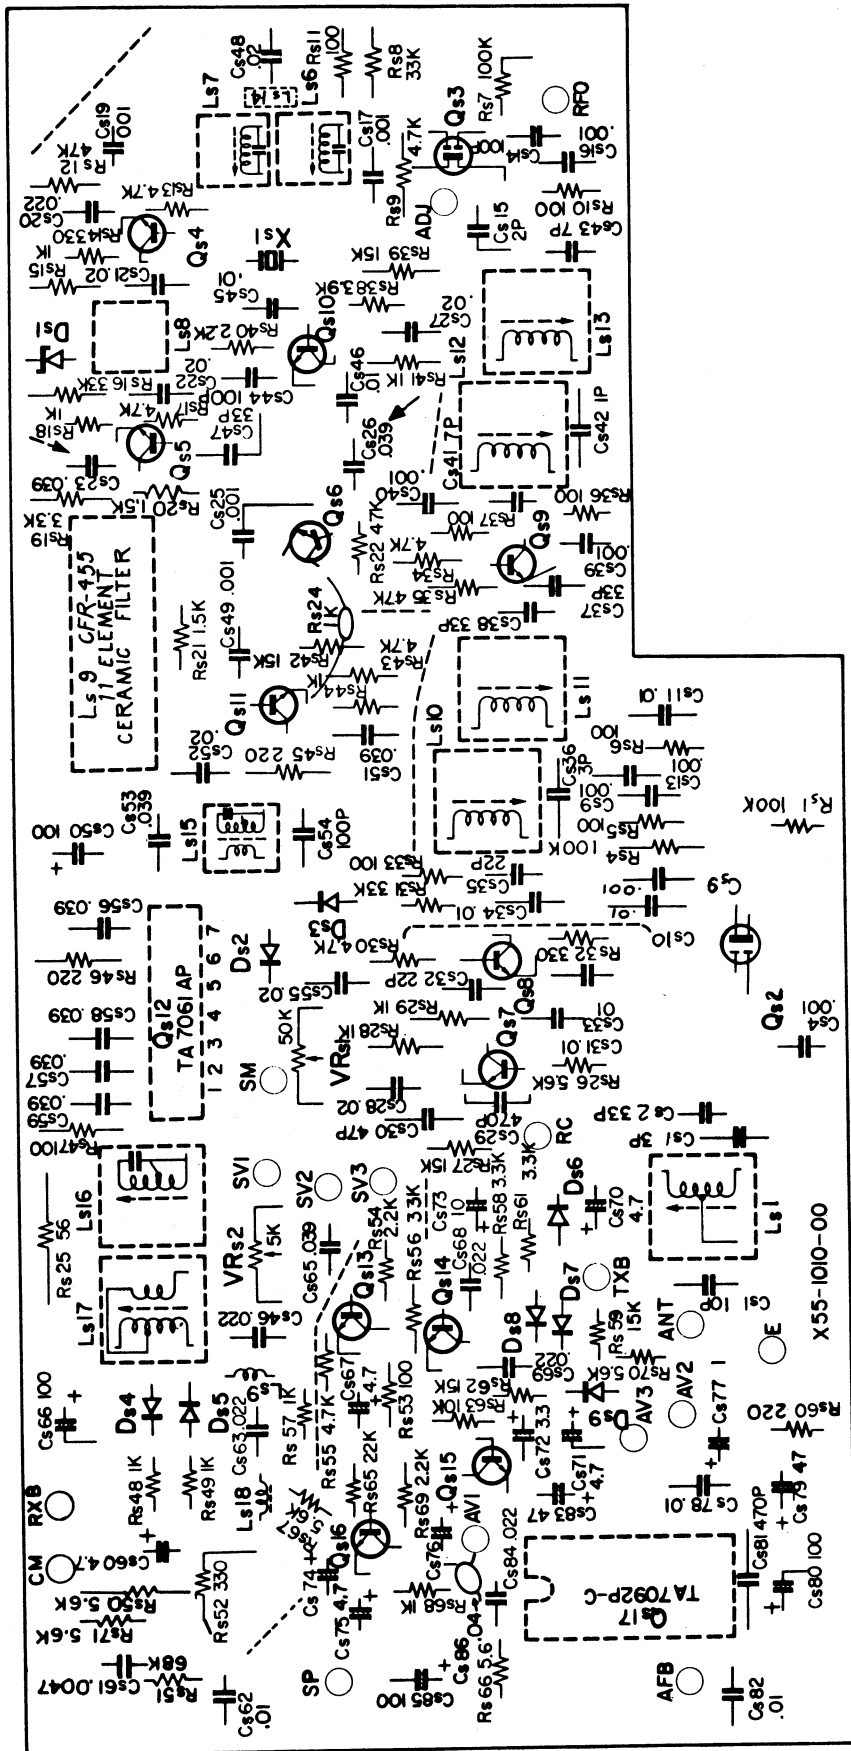 Cs48
.02
Rs11
100
Rs8
33K
100K
Rs7
RFO
Ls7
Ls14
Ls6
Cs19
.001
47K
Rs12
Cs17
.001
4.7K
Rs9
Qs3
100P
Cs14
.001
Cs16
Rs10
100
.022
Cs20
Rs13 4.7K
Rs14 330
Qs4
Xs1
ADJ
Cs15
2P
Cs43 7P
1K
Rs15
Cs21 .02
.01
Cs45
Rs39 15K
Rs38 3.9K
Qs10
.02
Cs27
Ls13
Ds1
Ls8
Rs40 2.2K
Ls12
Rs16 33K
.02
Cs22
Cs44 100P
Cs46
.01
Rs41 1K
1K
Rs18
4.7K
Rs17
Qs5
33P
Cs47
Cs26
.039
Cs41 7P
Cs42 1P
Cs23 .039
3.3K
Rs19
Rs20 1.5K
Cs25
.001
Qs6
Rs22 47K
.001
Cs40
100
Rs37
Rs36 100
Qs9
.001
Cs39
4.7K
Rs34
Rs35 47K
33P
Cs37
Cs38 33P
Ls9 CFR-455
11 ELEMENT
CERAMIC FILTER
Rs21 1.5K
Cs49 .001
Rs24
1K
Rs42 15K
4.7K
Rs43
1K
Rs44
Qs11
Ls10
Ls11
Cs11 .01
100
Rs6
.02
Cs52
Rs45 220
.039
Cs51
Cs36
3P
.001
Cs13
.001
Cs9
Cs50 100
+
Cs53
.039
Ls15
Cs54
100P
100
Rs5
100K
Rs4
Rs1 100K
Rs33 100
Rs31 33K
22P
Cs35
.001
Cs9
Cs34 .01
.01
Cs10
Cs56 .039
Rs46 220
Ds2
Ds3
Rs30 4.7K
Rs32 330
Qs12
TA7061AP
1 2 3 4 5 6 7
Cs55 .02
Cs32 22P
Qs8
Cs58 .039
50K
VRs1
Rs29 1K
Rs28 1K
Qs7
.01
Cs33
Qs2
.001
Cs4
.039
Cs57
SM
Cs31 .01
Rs26 5.6K
.039
Cs59
Cs28 .02
Cs30 47P
470P
Cs29
RC
Cs2 33P
Cs1
3P
Rs47 100
Ls16
SV1
SV2
SV3
Rs27 15K
3.3K
Rs61
Rs58 3.3K
Ds6
Ls1
Rs25 56
Cs73
10
+
Cs70
4.7
+
VRs2
5K
Cs65 .039
Rs54
2.2K
Rs56 33K
Cs68
.022
Ls17
Qs13
Qs14
Ds7
TXB
Cs1 10P
Cs46 .022
Ds8
ANT
E
X55-1010-00
Rs59
15K
Cs66 100
+
Ds4
Ds5
Ls9
Cs63 .022
Rs57 1K
Rs55 4.7K
Cs67
4.7
+
Rs53 100
.022
Cs69
Rs62 15K
Rs63 10K
Rs70 5.6K
Ds9
AV3
AV2
Cs77 1
+
Rs60 220
Cs72 3.3
+
Cs71
4.7
+
RXB
Rs48 1K
Rs49 1K
Ls18
5.6K
Rs67
Rs65 22K
Rs69 2.2K
Qs15
Cs83 47
+
Cs78 .01
Cs79 47
+
CM
Cs60 4.7
+
Qs16
Cs76
+
AV1
Cs84 .022
Cs81 470P
Rs50 5.6K
Rs52 330
Cs74
+
Cs75 4.7
+
Rs68
1K
TA7092P-C
Qs17
Cs80 100
+
Rs71
5.6K
Cs86
.04
Cs61 .0047
68K
Rs51
Cs62
.01
SP
Cs85
100
+
Rs66 5.6
AFB
Cs82
.01